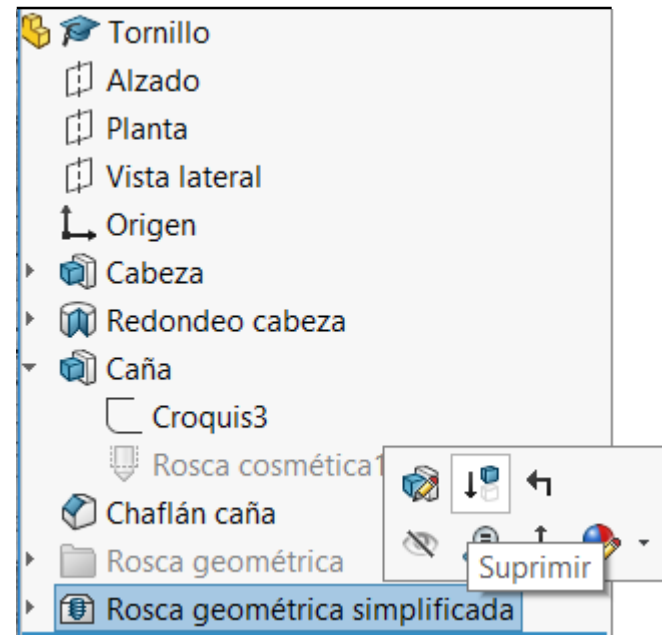 Tornillo
Alzado
Planta
Vista lateral
Origen
Cabeza
Redondeo cabeza
Caña
Croquis3
Rosca cosmética1
Chaflán caña
Rosca geométrica
Suprimir
Rosca geométrica simplificada